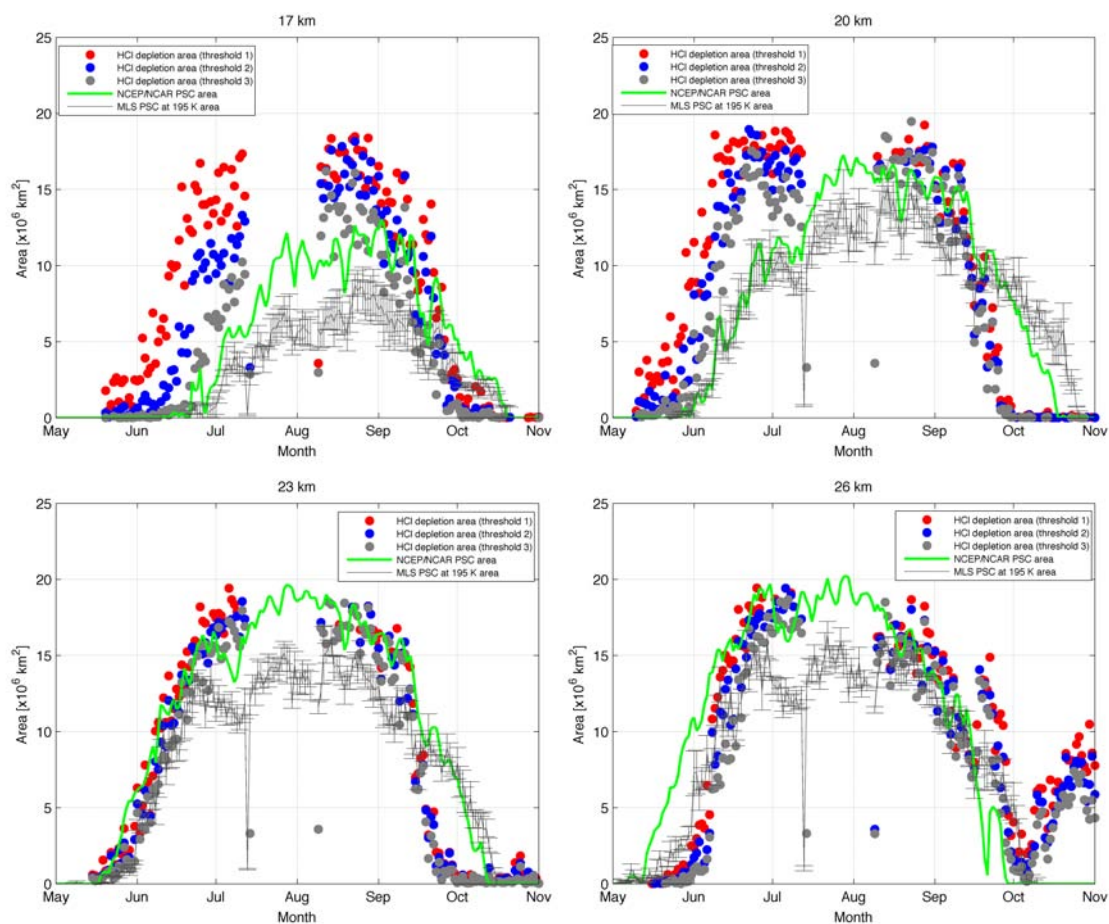 17 km
25
20
15
10
5
0
Area [x10⁶ km²]
HCl depletion area (threshold 1)
HCl depletion area (threshold 2)
HCl depletion area (threshold 3)
NCEP/NCAR PSC area
MLS PSC at 195 K area
May Jun Jul Aug Sep Oct Nov
Month
20 km
25
20
15
10
5
0
Area [x10⁶ km²]
HCl depletion area (threshold 1)
HCl depletion area (threshold 2)
HCl depletion area (threshold 3)
NCEP/NCAR PSC area
MLS PSC at 195 K area
May Jun Jul Aug Sep Oct Nov
Month
23 km
25
20
15
10
5
0
Area [x10⁶ km²]
HCl depletion area (threshold 1)
HCl depletion area (threshold 2)
HCl depletion area (threshold 3)
NCEP/NCAR PSC area
MLS PSC at 195 K area
May Jun Jul Aug Sep Oct Nov
Month
26 km
25
20
15
10
5
0
Area [x10⁶ km²]
HCl depletion area (threshold 1)
HCl depletion area (threshold 2)
HCl depletion area (threshold 3)
NCEP/NCAR PSC area
MLS PSC at 195 K area
May Jun Jul Aug Sep Oct Nov
Month